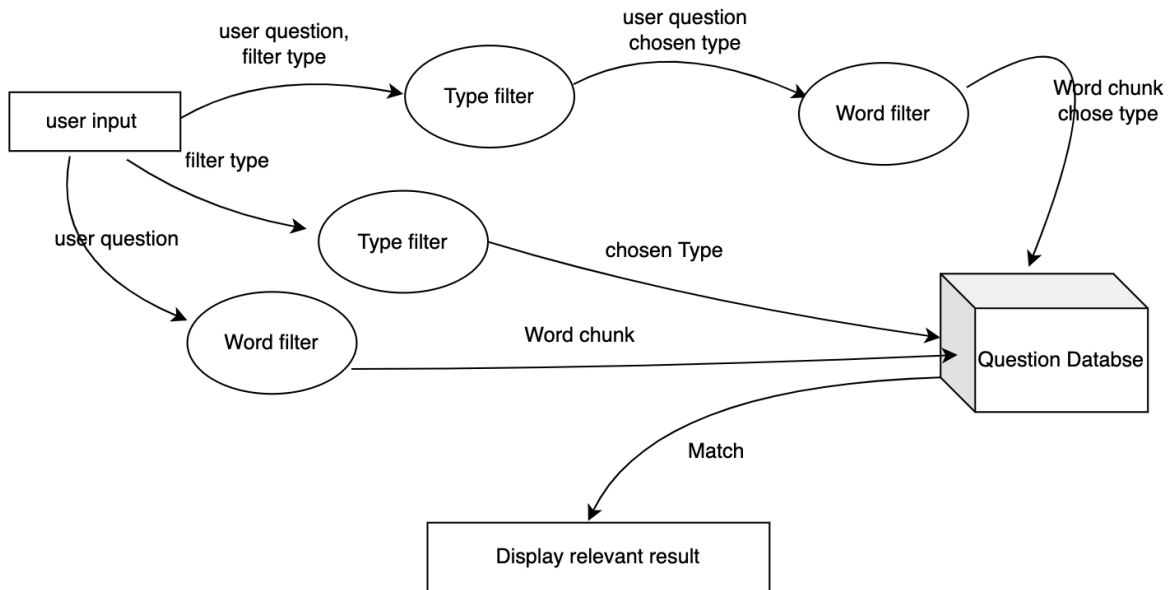 user question,
filter type
user question
chosen type
user input
Type filter
Word filter
Word chunk
chose type
filter type
user question
Type filter
chosen Type
Word filter
Word chunk
Question Databse
Match
Display relevant result